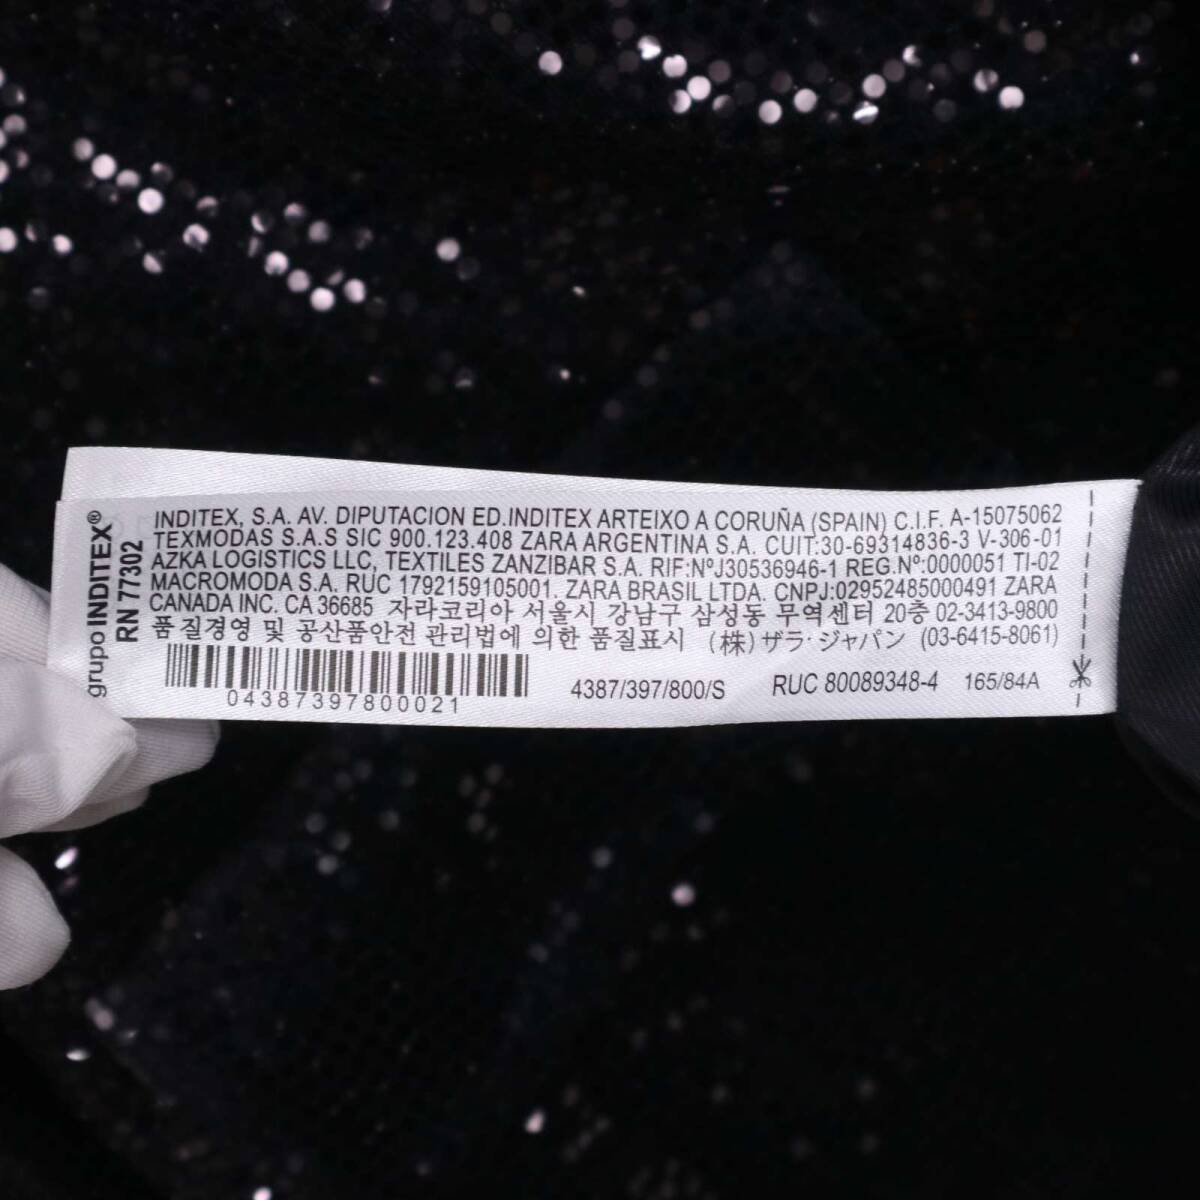 grupo INDITEX®
RN 77302
INDITEX, S.A. AV. DIPUTACION ED.INDITEX ARTEIXO A CORUÑA (SPAIN) C.I.F. A-15075062
TEXMODAS S.A.S SIC 900.123.408 ZARA ARGENTINA S.A. CUIT:30-69314836-3 V-306-01
AZKA LOGISTICS LLC, TEXTILES ZANZIBAR S.A. RIF:NºJ30536946-1 REG.Nº:0000051 TI-02
MACROMODA S.A. RUC 1792159105001. ZARA BRASIL LTDA. CNPJ:02952485000491 ZARA
CANADA INC. CA 36685 자라코리아 서울시 강남구 삼성동 무역센터 20층 02-3413-9800
품질경영 및 공산품안전 관리법에 의한 품질표시 (株)ザラ・ジャパン (03-6415-8061)
04387397800021
4387/397/800/S RUC 80089348-4 165/84A